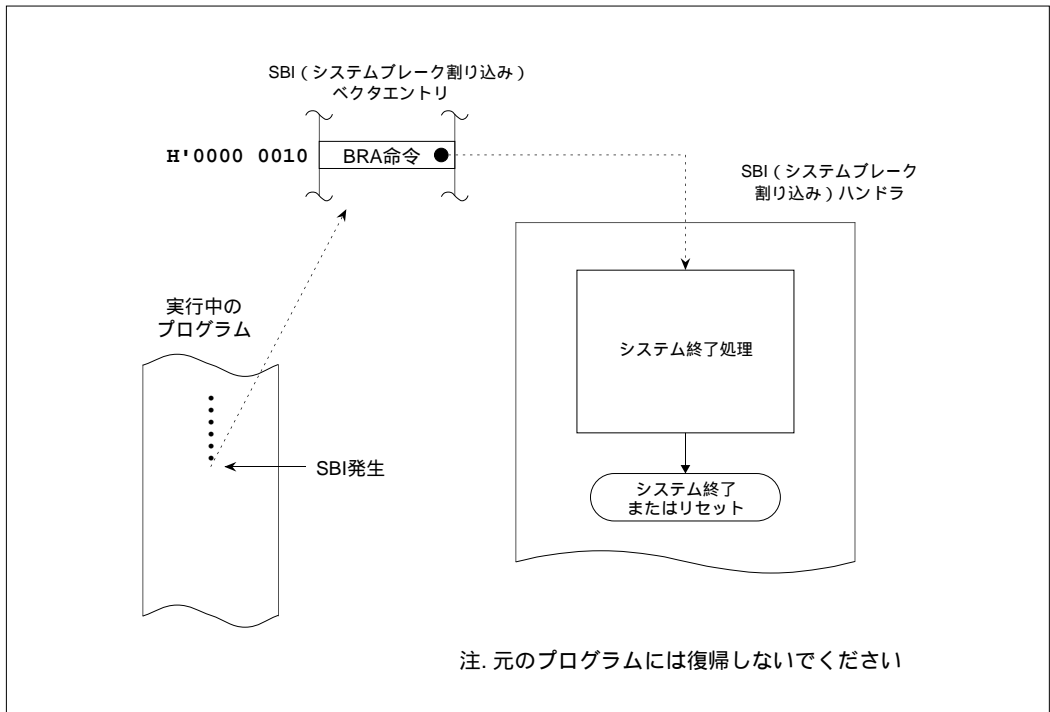 SBI（システムブレーク割り込み）
ベクタエントリ
H'0000 0010
BRA命令
SBI（システムブレーク
割り込み）ハンドラ
実行中の
プログラム
システム終了処理
SBI発生
システム終了
またはリセット
注. 元のプログラムには復帰しないでください